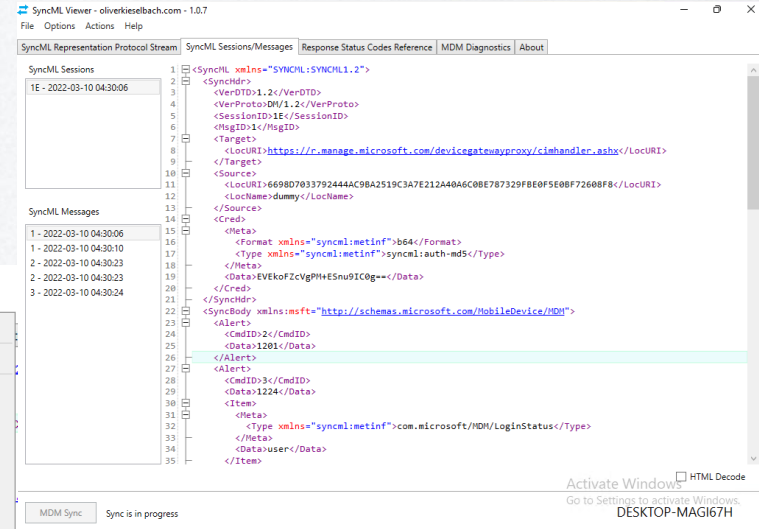 SyncML Viewer - oliverkieselbach.com - 1.0.7
File Options Actions Help
SyncML Representation Protocol Stream SyncML Sessions/Messages Response Status Codes Reference MDM Diagnostics About
SyncML Sessions
1E - 2022-03-10 04:30:06
SyncML Messages
1 - 2022-03-10 04:30:06
1 - 2022-03-10 04:30:10
2 - 2022-03-10 04:30:23
2 - 2022-03-10 04:30:23
3 - 2022-03-10 04:30:24
1 <SyncML xmlns="SYNCML:SYNCML1.2">
2 <SyncHdr>
3 <VerDTD>1.2</VerDTD>
4 <VerProto>DM/1.2</VerProto>
5 <SessionID>1E</SessionID>
6 <MsgID>1</MsgID>
7 <Target>
8 <LocURI>https://r.manage.microsoft.com/devicegatewayproxy/cimhandler.ashx</LocURI>
9 </Target>
10 <Source>
11 <LocURI>6698D7033792444AC9BA2519C3A7E212A40A6C0BE787329FBE0F5E0BF72608F8</LocURI>
12 <LocName>dummy</LocName>
13 </Source>
14 <Cred>
15 <Meta>
16 <Format xmlns="syncml:metinf">b64</Format>
17 <Type xmlns="syncml:metinf">syncml:auth-md5</Type>
18 </Meta>
19 <Data>EVEkoFZcVgPM+ESnu9IC0g==</Data>
20 </Cred>
21 </SyncHdr>
22 <SyncBody xmlns:msft="http://schemas.microsoft.com/MobileDevice/MDM">
23 <Alert>
24 <CmdID>2</CmdID>
25 <Data>1201</Data>
26 </Alert>
27 <Alert>
28 <CmdID>3</CmdID>
29 <Data>1224</Data>
30 <Item>
31 <Meta>
32 <Type xmlns="syncml:metinf">com.microsoft/MDM/LoginStatus</Type>
33 </Meta>
34 <Data>user</Data>
35 </Item>
HTML Decode
Activate Windows
Go to Settings to activate Windows.
MDM Sync Sync is in progress
DESKTOP-MAGI67H